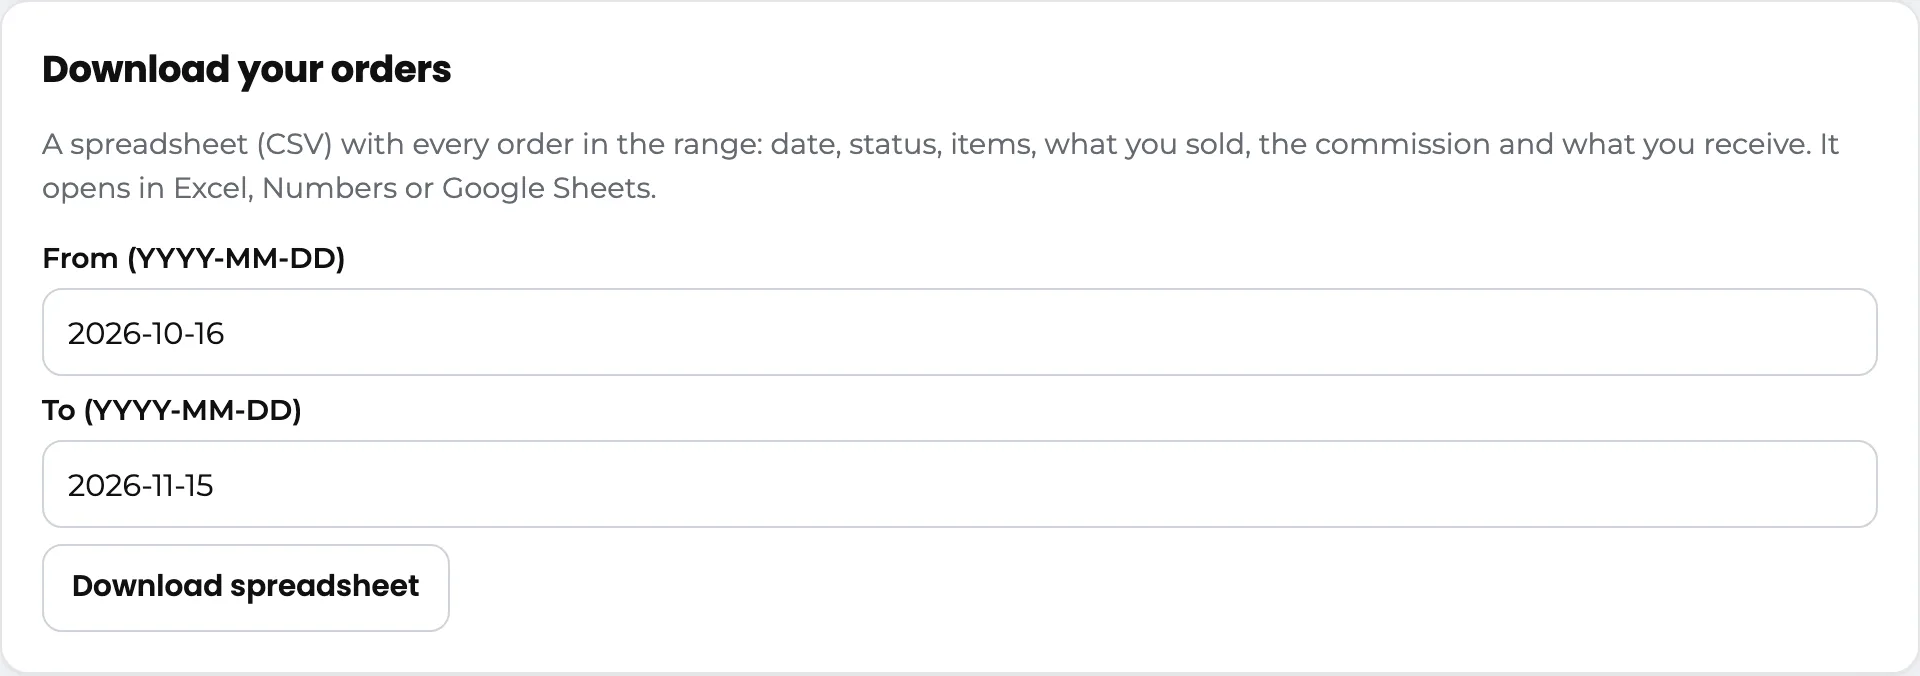 Download your orders
A spreadsheet (CSV) with every order in the range: date, status, items, what you sold, the commission and what you receive. It
opens in Excel, Numbers or Google Sheets.
From (YYYY-MM-DD)
2026-10-16
To (YYYY-MM-DD)
2026-11-15
Download spreadsheet